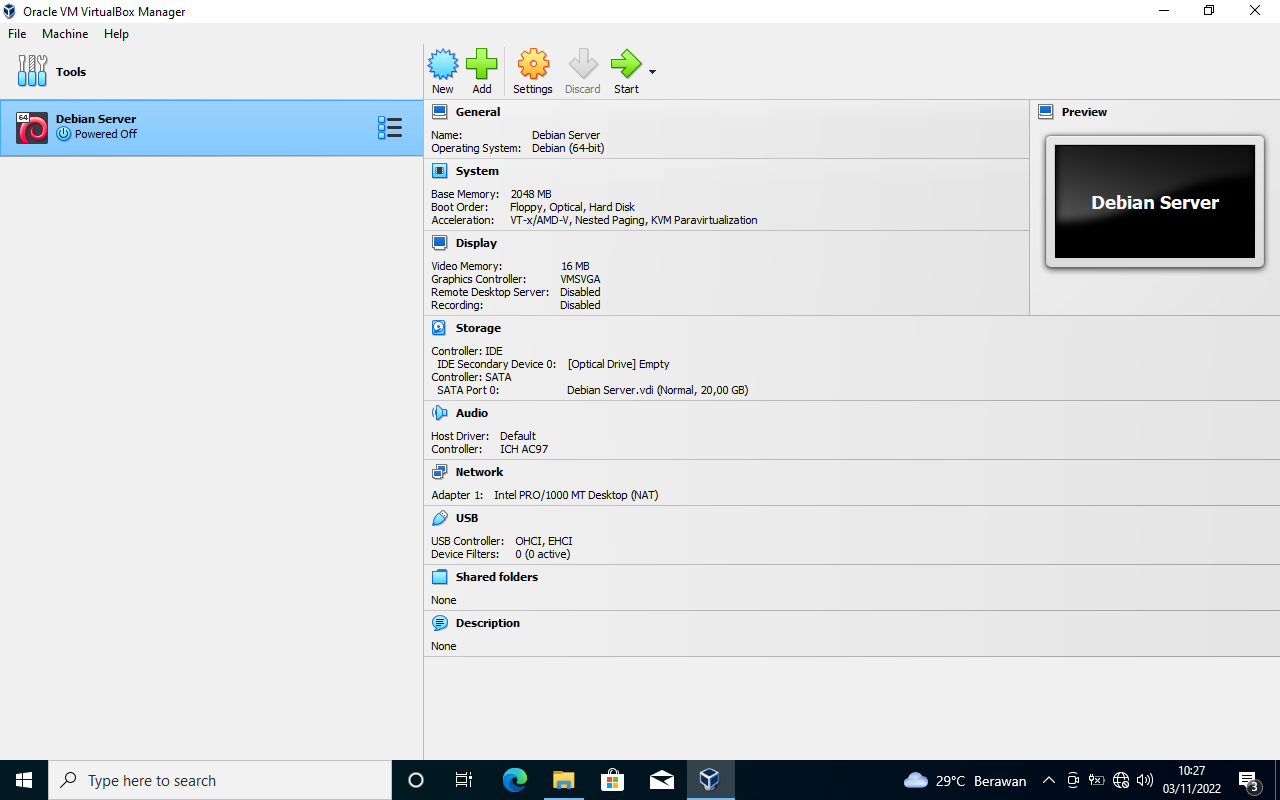 Oracle VM VirtualBox Manager
File Machine Help
Tools
New Add Settings Discard Start
64 Debian Server
Powered Off
General
Name: Debian Server
Operating System: Debian (64-bit)
Preview
Debian Server
System
Base Memory: 2048 MB
Boot Order: Floppy, Optical, Hard Disk
Acceleration: VT-x/AMD-V, Nested Paging, KVM Paravirtualization
Display
Video Memory: 16 MB
Graphics Controller: VMSVGA
Remote Desktop Server: Disabled
Recording: Disabled
Storage
Controller: IDE
IDE Secondary Device 0: [Optical Drive] Empty
Controller: SATA
SATA Port 0: Debian Server.vdi (Normal, 20,00 GB)
Audio
Host Driver: Default
Controller: ICH AC97
Network
Adapter 1: Intel PRO/1000 MT Desktop (NAT)
USB
USB Controller: OHCI, EHCI
Device Filters: 0 (0 active)
Shared folders
None
Description
None
Type here to search
29°C Berawan
10:27
03/11/2022
3